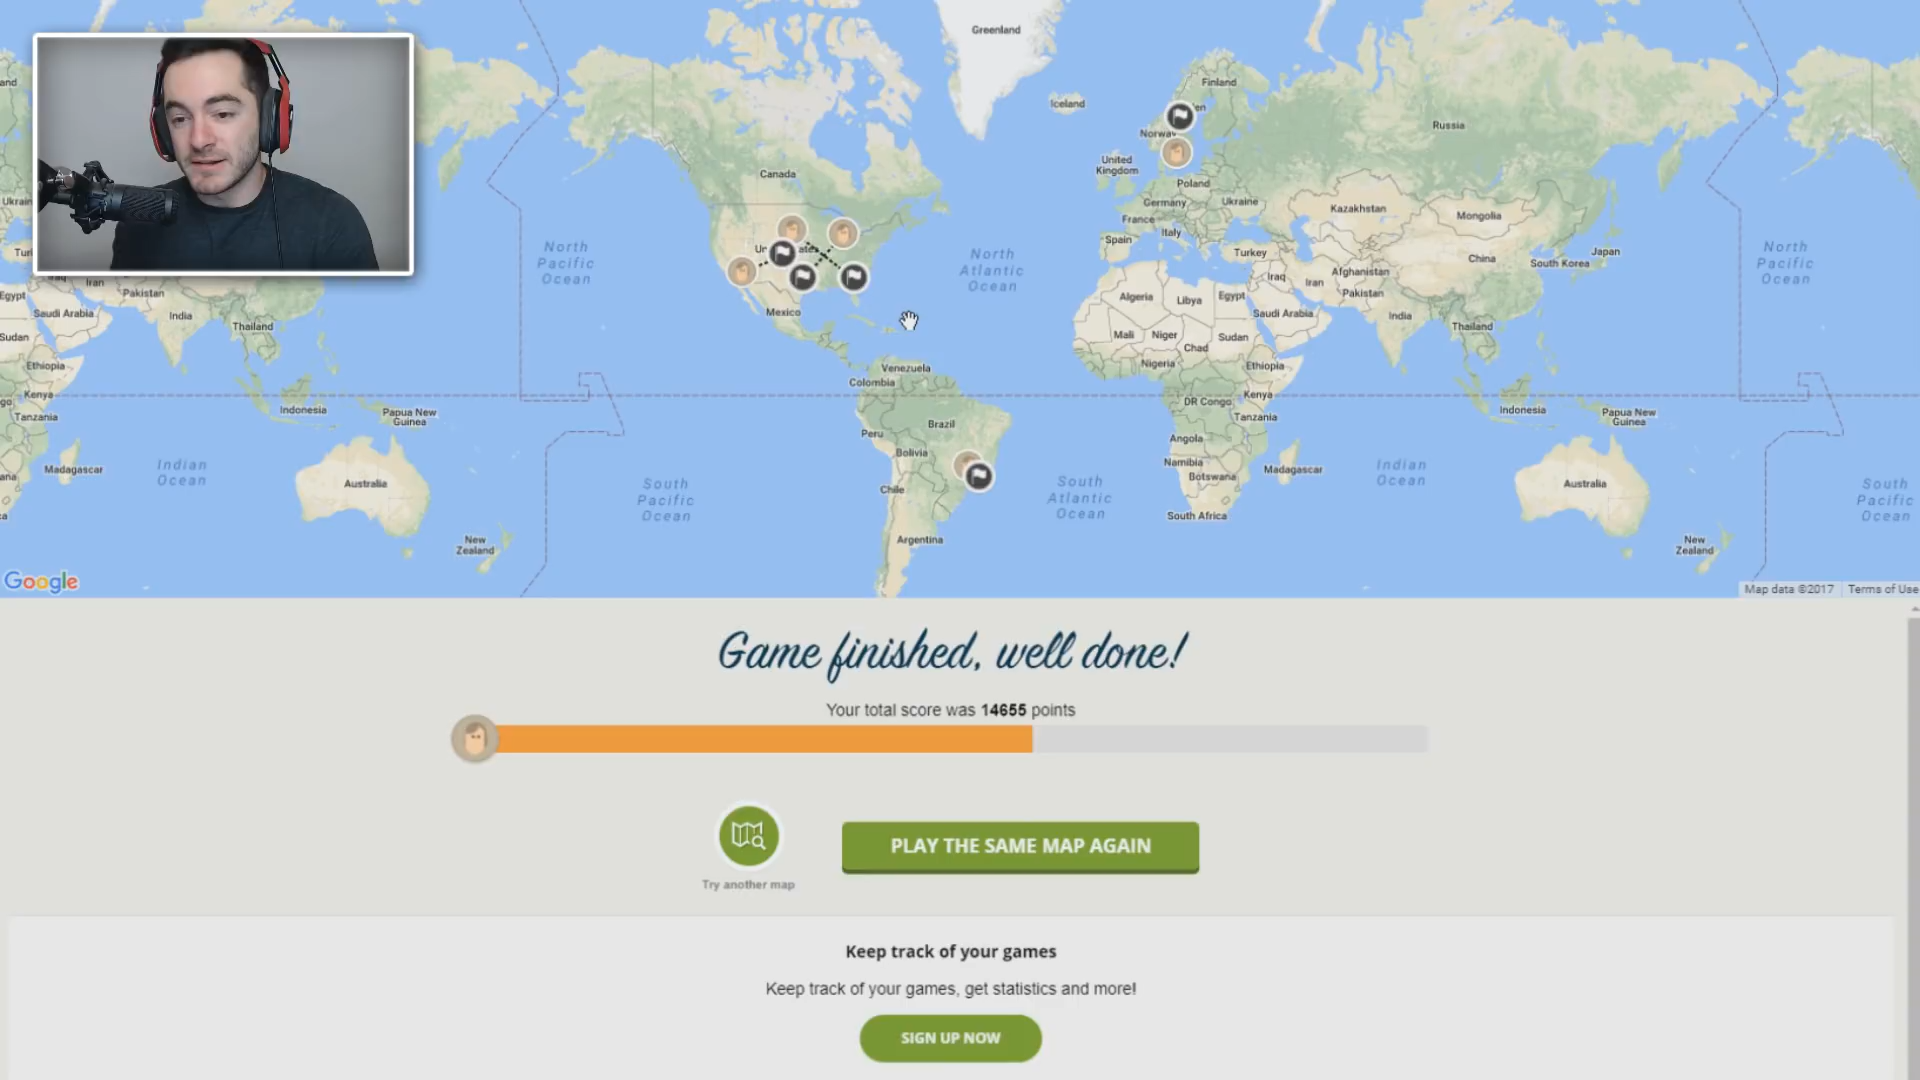 Greenland
Finland
Iceland
Norway
Russia
United
Kingdom
Canada
Poland
Germany
Ukraine
Kazakhstan
Mongolia
France
Italy
Spain
Turkey
Japan
China
South Korea
North
Pacific
Ocean
North
Atlantic
Ocean
North
Pacific
Ocean
Afghanistan
Iraq
Iran
Pakistan
Iran
Pakistan
Algeria
Libya
Egypt
Saudi Arabia
India
Thailand
Mexico
Egypt
Saudi Arabia
India
Thailand
Mali
Niger
Chad
Sudan
Sudan
Nigeria
Ethiopia
Ethiopia
Venezuela
Colombia
Kenya
DR Congo
Kenya
Tanzania
Indonesia
Papua New
Guinea
Tanzania
Indonesia
Papua New
Guinea
Brazil
Peru
Bolivia
Angola
Namibia
Botswana
Madagascar
Madagascar
Indian
Ocean
Indian
Ocean
Australia
Australia
Chile
South
Pacific
Ocean
South
Atlantic
Ocean
South
Pacific
Ocean
South Africa
Argentina
New
Zealand
New
Zealand
Google
Map data ©2017
Terms of Use
Game finished, well done!
Your total score was 14655 points
Try another map
PLAY THE SAME MAP AGAIN
Keep track of your games
Keep track of your games, get statistics and more!
SIGN UP NOW